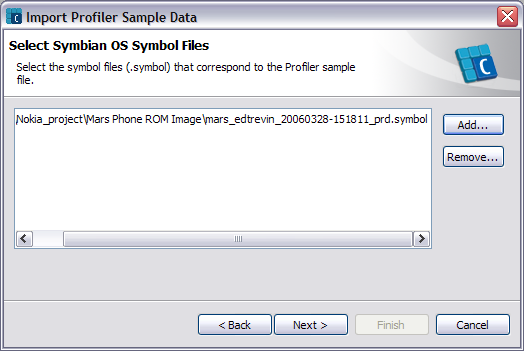 Import Profiler Sample Data
Select Symbian OS Symbol Files
Select the symbol files (.symbol) that correspond to the Profiler sample
file.
\Nokia_project\Mars Phone ROM Image\mars_edtrevin_20060328-151811_prd.symbol
Add...
Remove...
< Back
Next >
Finish
Cancel